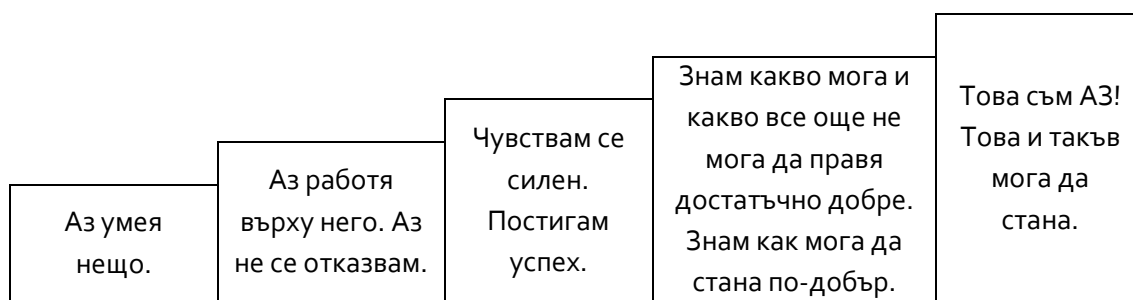 Аз умея
нещо.
Аз работя
върху него. Аз
не се отказвам.
Чувствам се
силен.
Постигам
успех.
Знам какво мога и
какво все още не
мога да правя
достатъчно добре.
Знам как мога да
стана по-добър.
Това съм АЗ!
Това и такъв
мога да
стана.